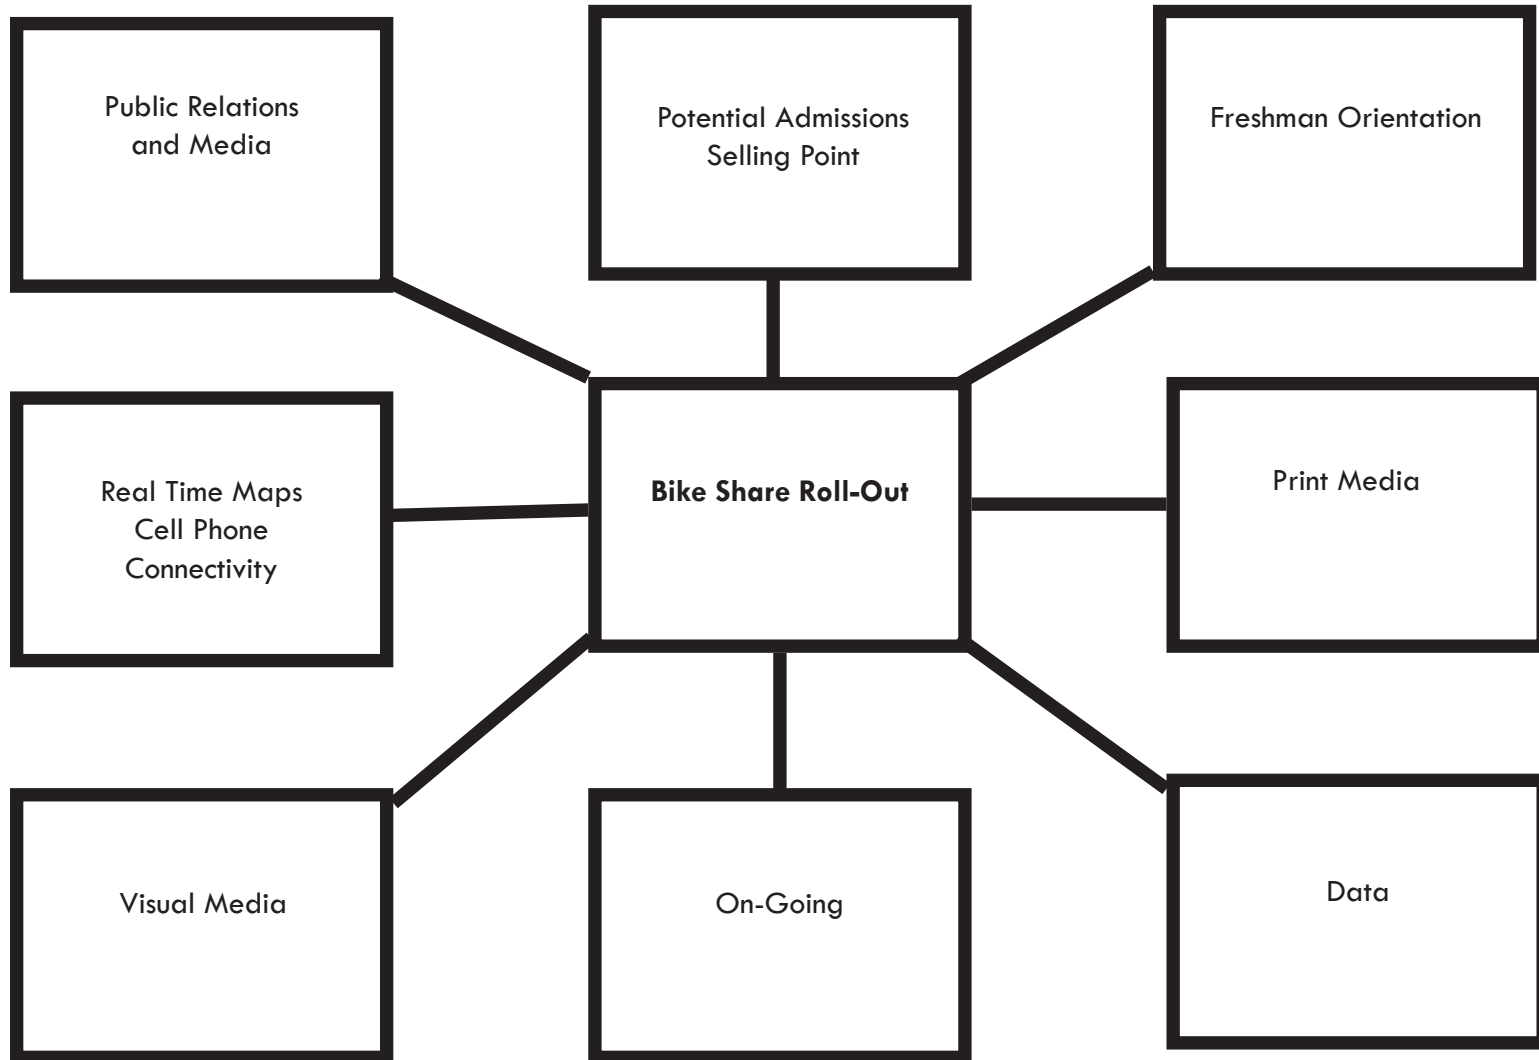 Public Relations
and Media
Potential Admissions
Selling Point
Freshman Orientation
Real Time Maps
Cell Phone
Connectivity
Bike Share Roll-Out
Print Media
Visual Media
On-Going
Data